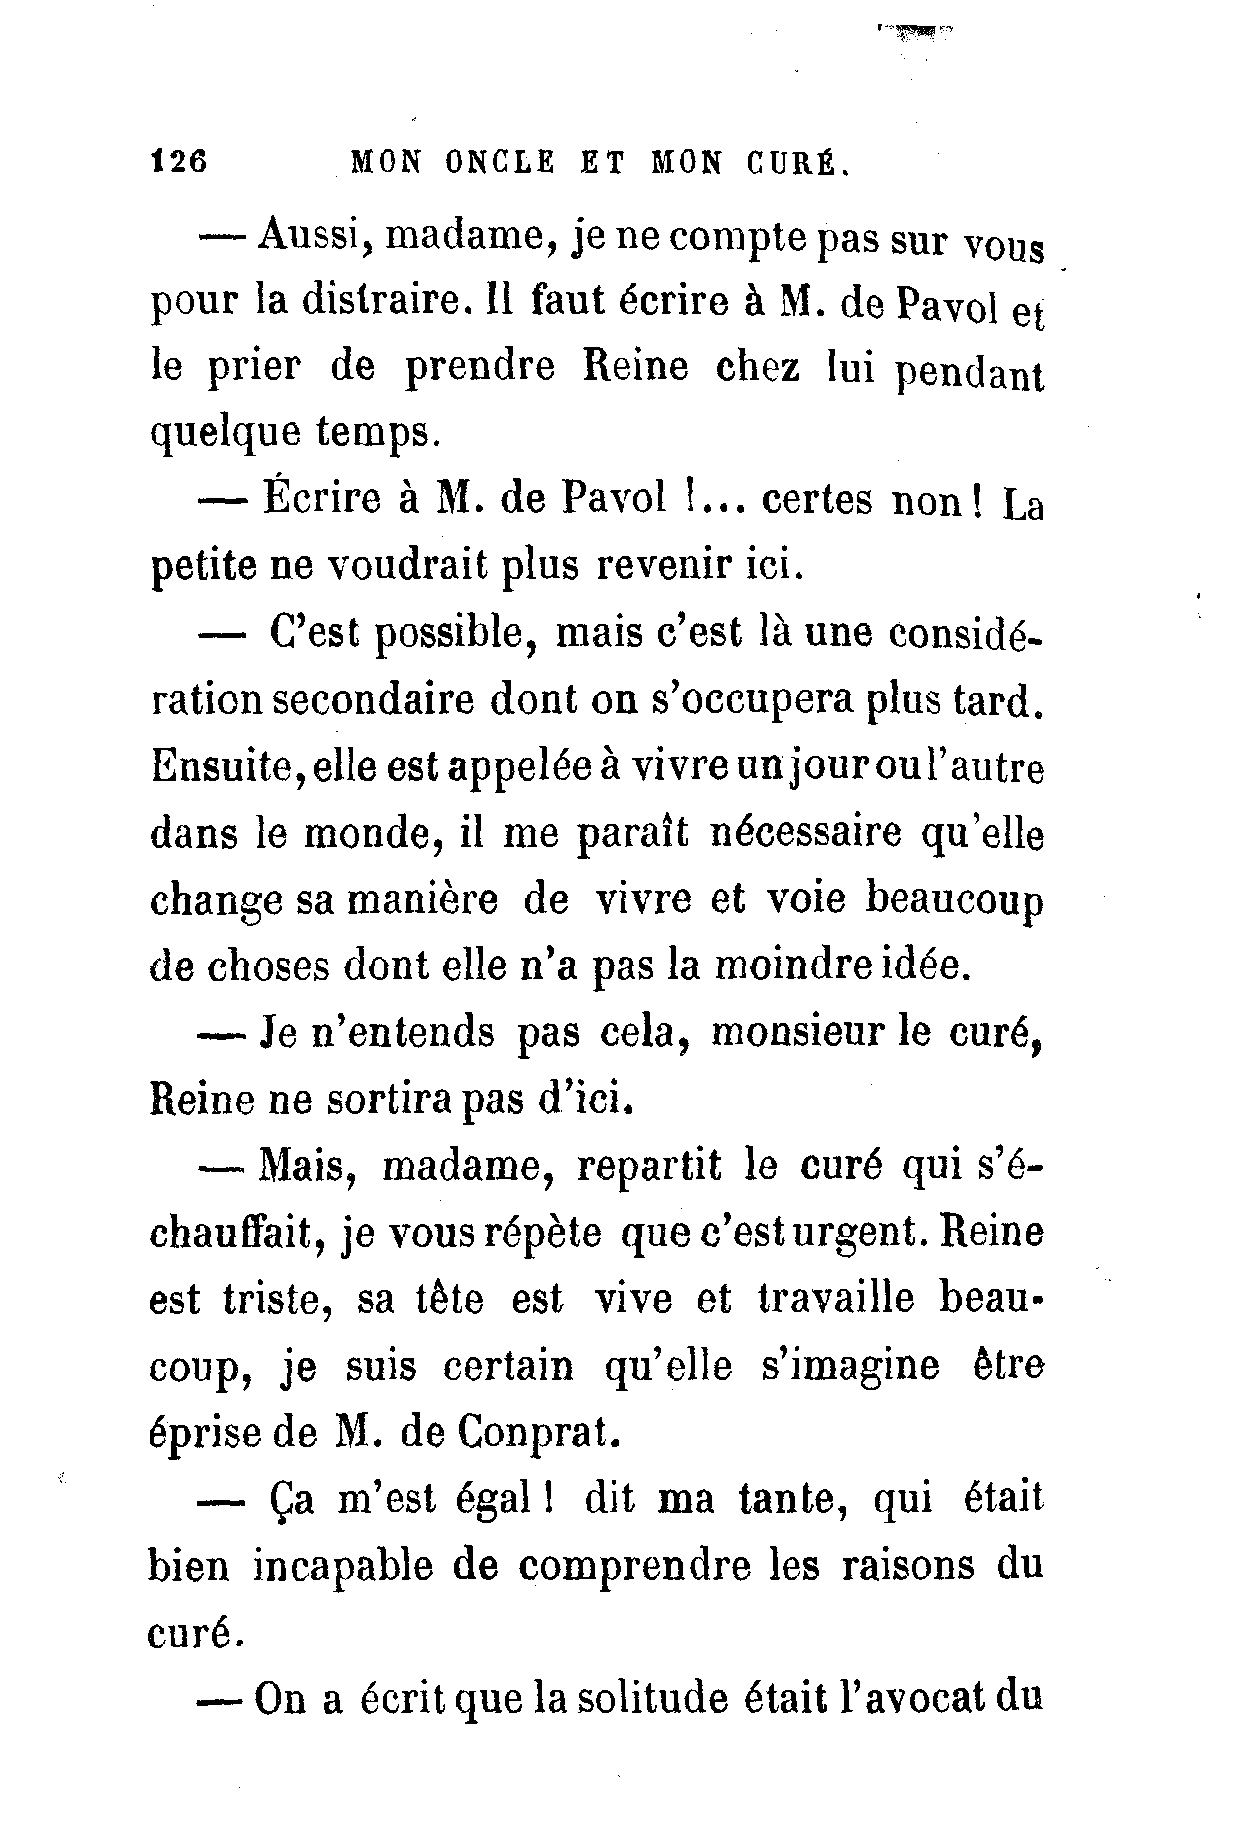 126 MON ONCLE ET MON CURÉ.
— Aussi, madame, je ne compte pas sur vous
pour la distraire. Il faut écrire à M. de Pavol et
le prier de prendre Reine chez lui pendant
quelque temps.
— Écrire à M. de Pavol !... certes non ! La
petite ne voudrait plus revenir ici.
— C’est possible, mais c’est là une considé-
ration secondaire dont on s’occupera plus tard.
Ensuite, elle est appelée à vivre un jour ou l’autre
dans le monde, il me paraît nécessaire qu’elle
change sa manière de vivre et voie beaucoup
de choses dont elle n’a pas la moindre idée.
— Je n’entends pas cela, monsieur le curé,
Reine ne sortira pas d’ici.
— Mais, madame, repartit le curé qui s’é-
chauffait, je vous répète que c’est urgent. Reine
est triste, sa tête est vive et travaille beau-
coup, je suis certain qu’elle s’imagine être
éprise de M. de Conprat.
— Ça m’est égal ! dit ma tante, qui était
bien incapable de comprendre les raisons du
curé.
— On a écrit que la solitude était l’avocat du